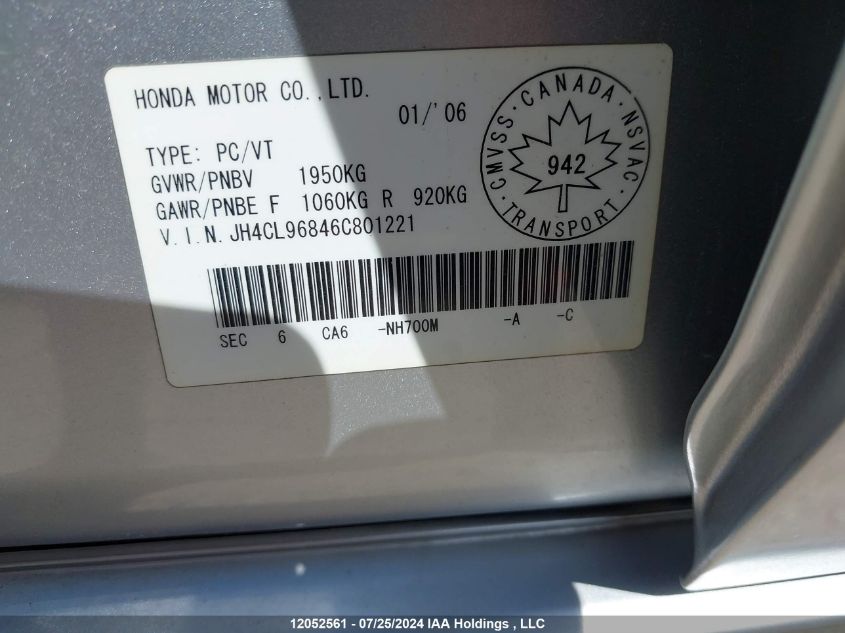 HONDA MOTOR CO.,LTD.
01/'06
TYPE: PC/VT
GVWR/PNBV 1950KG
GAWR/PNBE F 1060KG R 920KG
V.I.N. JH4CL96846C801221
CMVSS · CANADA · NSVAC · TRANSPORT ·
942
SEC 6 CA6 -NH700M -A -C
12052561 - 07/25/2024 IAA Holdings , LLC